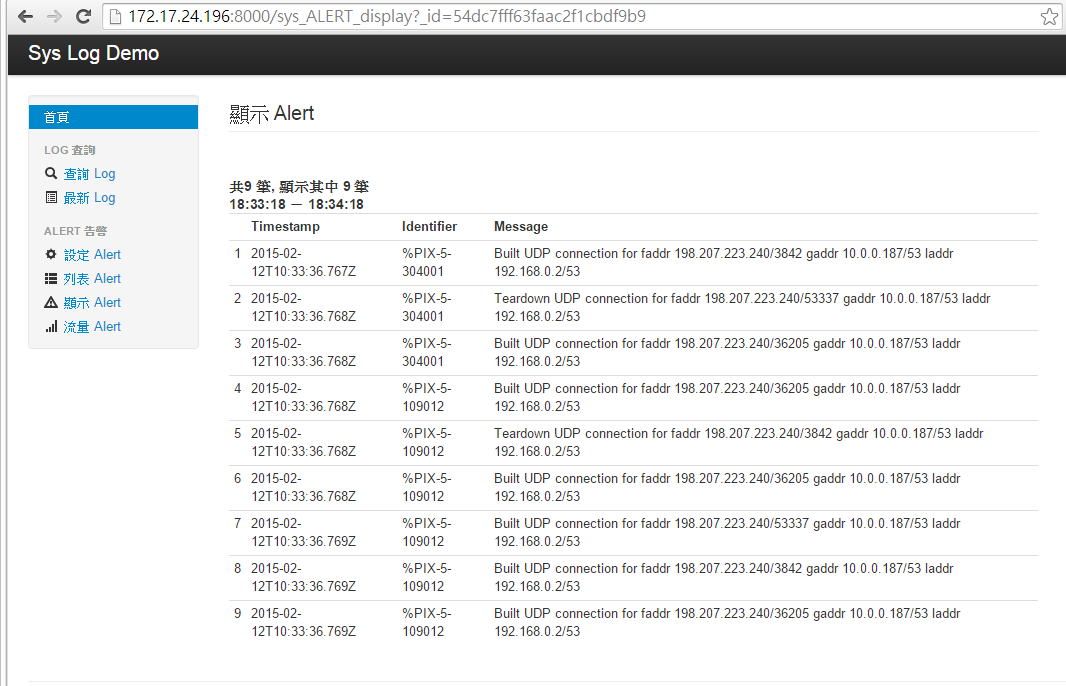 172.17.24.196:8000/sys_ALERT_display?_id=54dc7fff63faac2f1cbdf9b9
Sys Log Demo
首頁
LOG 查詢
查詢 Log
最新 Log
ALERT 告警
設定 Alert
列表 Alert
顯示 Alert
流量 Alert
顯示 Alert
共9 筆, 顯示其中 9 筆
18:33:18 － 18:34:18
Timestamp Identifier Message
1 2015-02- %PIX-5- Built UDP connection for faddr 198.207.223.240/3842 gaddr 10.0.0.187/53 laddr
12T10:33:36.767Z 304001 192.168.0.2/53
2 2015-02- %PIX-5- Teardown UDP connection for faddr 198.207.223.240/53337 gaddr 10.0.0.187/53 laddr
12T10:33:36.768Z 304001 192.168.0.2/53
3 2015-02- %PIX-5- Built UDP connection for faddr 198.207.223.240/36205 gaddr 10.0.0.187/53 laddr
12T10:33:36.768Z 304001 192.168.0.2/53
4 2015-02- %PIX-5- Built UDP connection for faddr 198.207.223.240/36205 gaddr 10.0.0.187/53 laddr
12T10:33:36.768Z 109012 192.168.0.2/53
5 2015-02- %PIX-5- Teardown UDP connection for faddr 198.207.223.240/3842 gaddr 10.0.0.187/53 laddr
12T10:33:36.768Z 109012 192.168.0.2/53
6 2015-02- %PIX-5- Built UDP connection for faddr 198.207.223.240/36205 gaddr 10.0.0.187/53 laddr
12T10:33:36.768Z 109012 192.168.0.2/53
7 2015-02- %PIX-5- Built UDP connection for faddr 198.207.223.240/53337 gaddr 10.0.0.187/53 laddr
12T10:33:36.769Z 109012 192.168.0.2/53
8 2015-02- %PIX-5- Built UDP connection for faddr 198.207.223.240/3842 gaddr 10.0.0.187/53 laddr
12T10:33:36.769Z 109012 192.168.0.2/53
9 2015-02- %PIX-5- Built UDP connection for faddr 198.207.223.240/36205 gaddr 10.0.0.187/53 laddr
12T10:33:36.769Z 109012 192.168.0.2/53